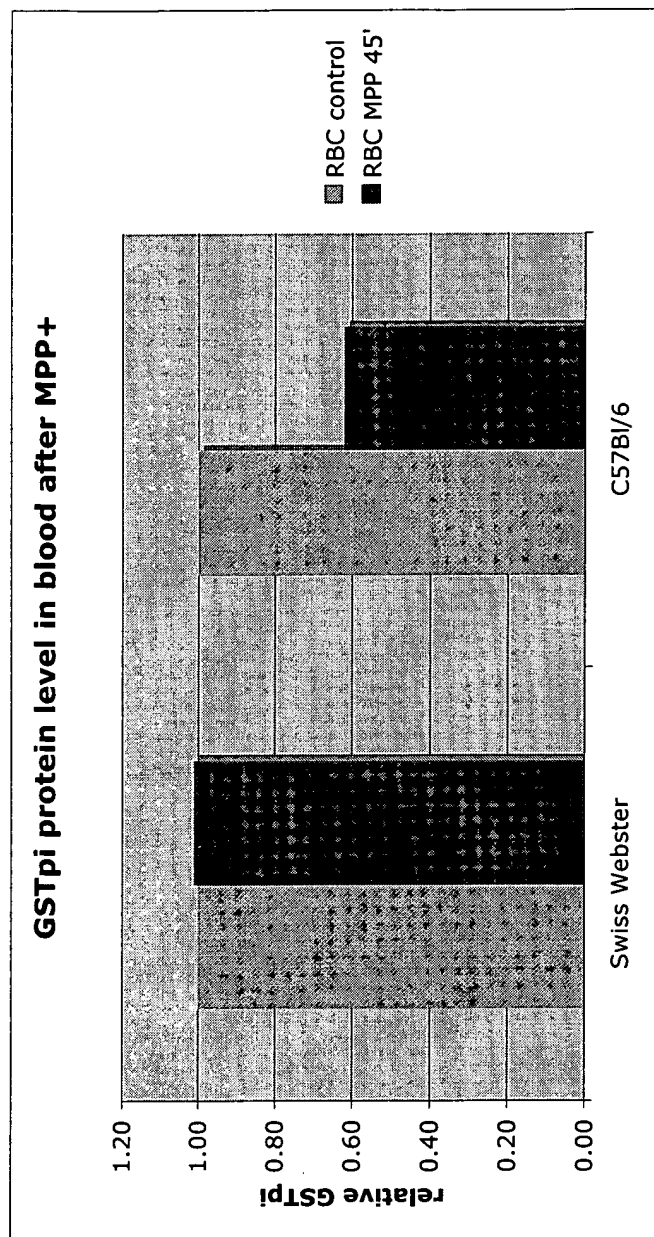 GSTpi protein level in blood after MPP+
relative GSTpi
1.20
1.00
0.80
0.60
0.40
0.20
0.00
Swiss Webster
C57Bl/6
RBC control
RBC MPP 45'